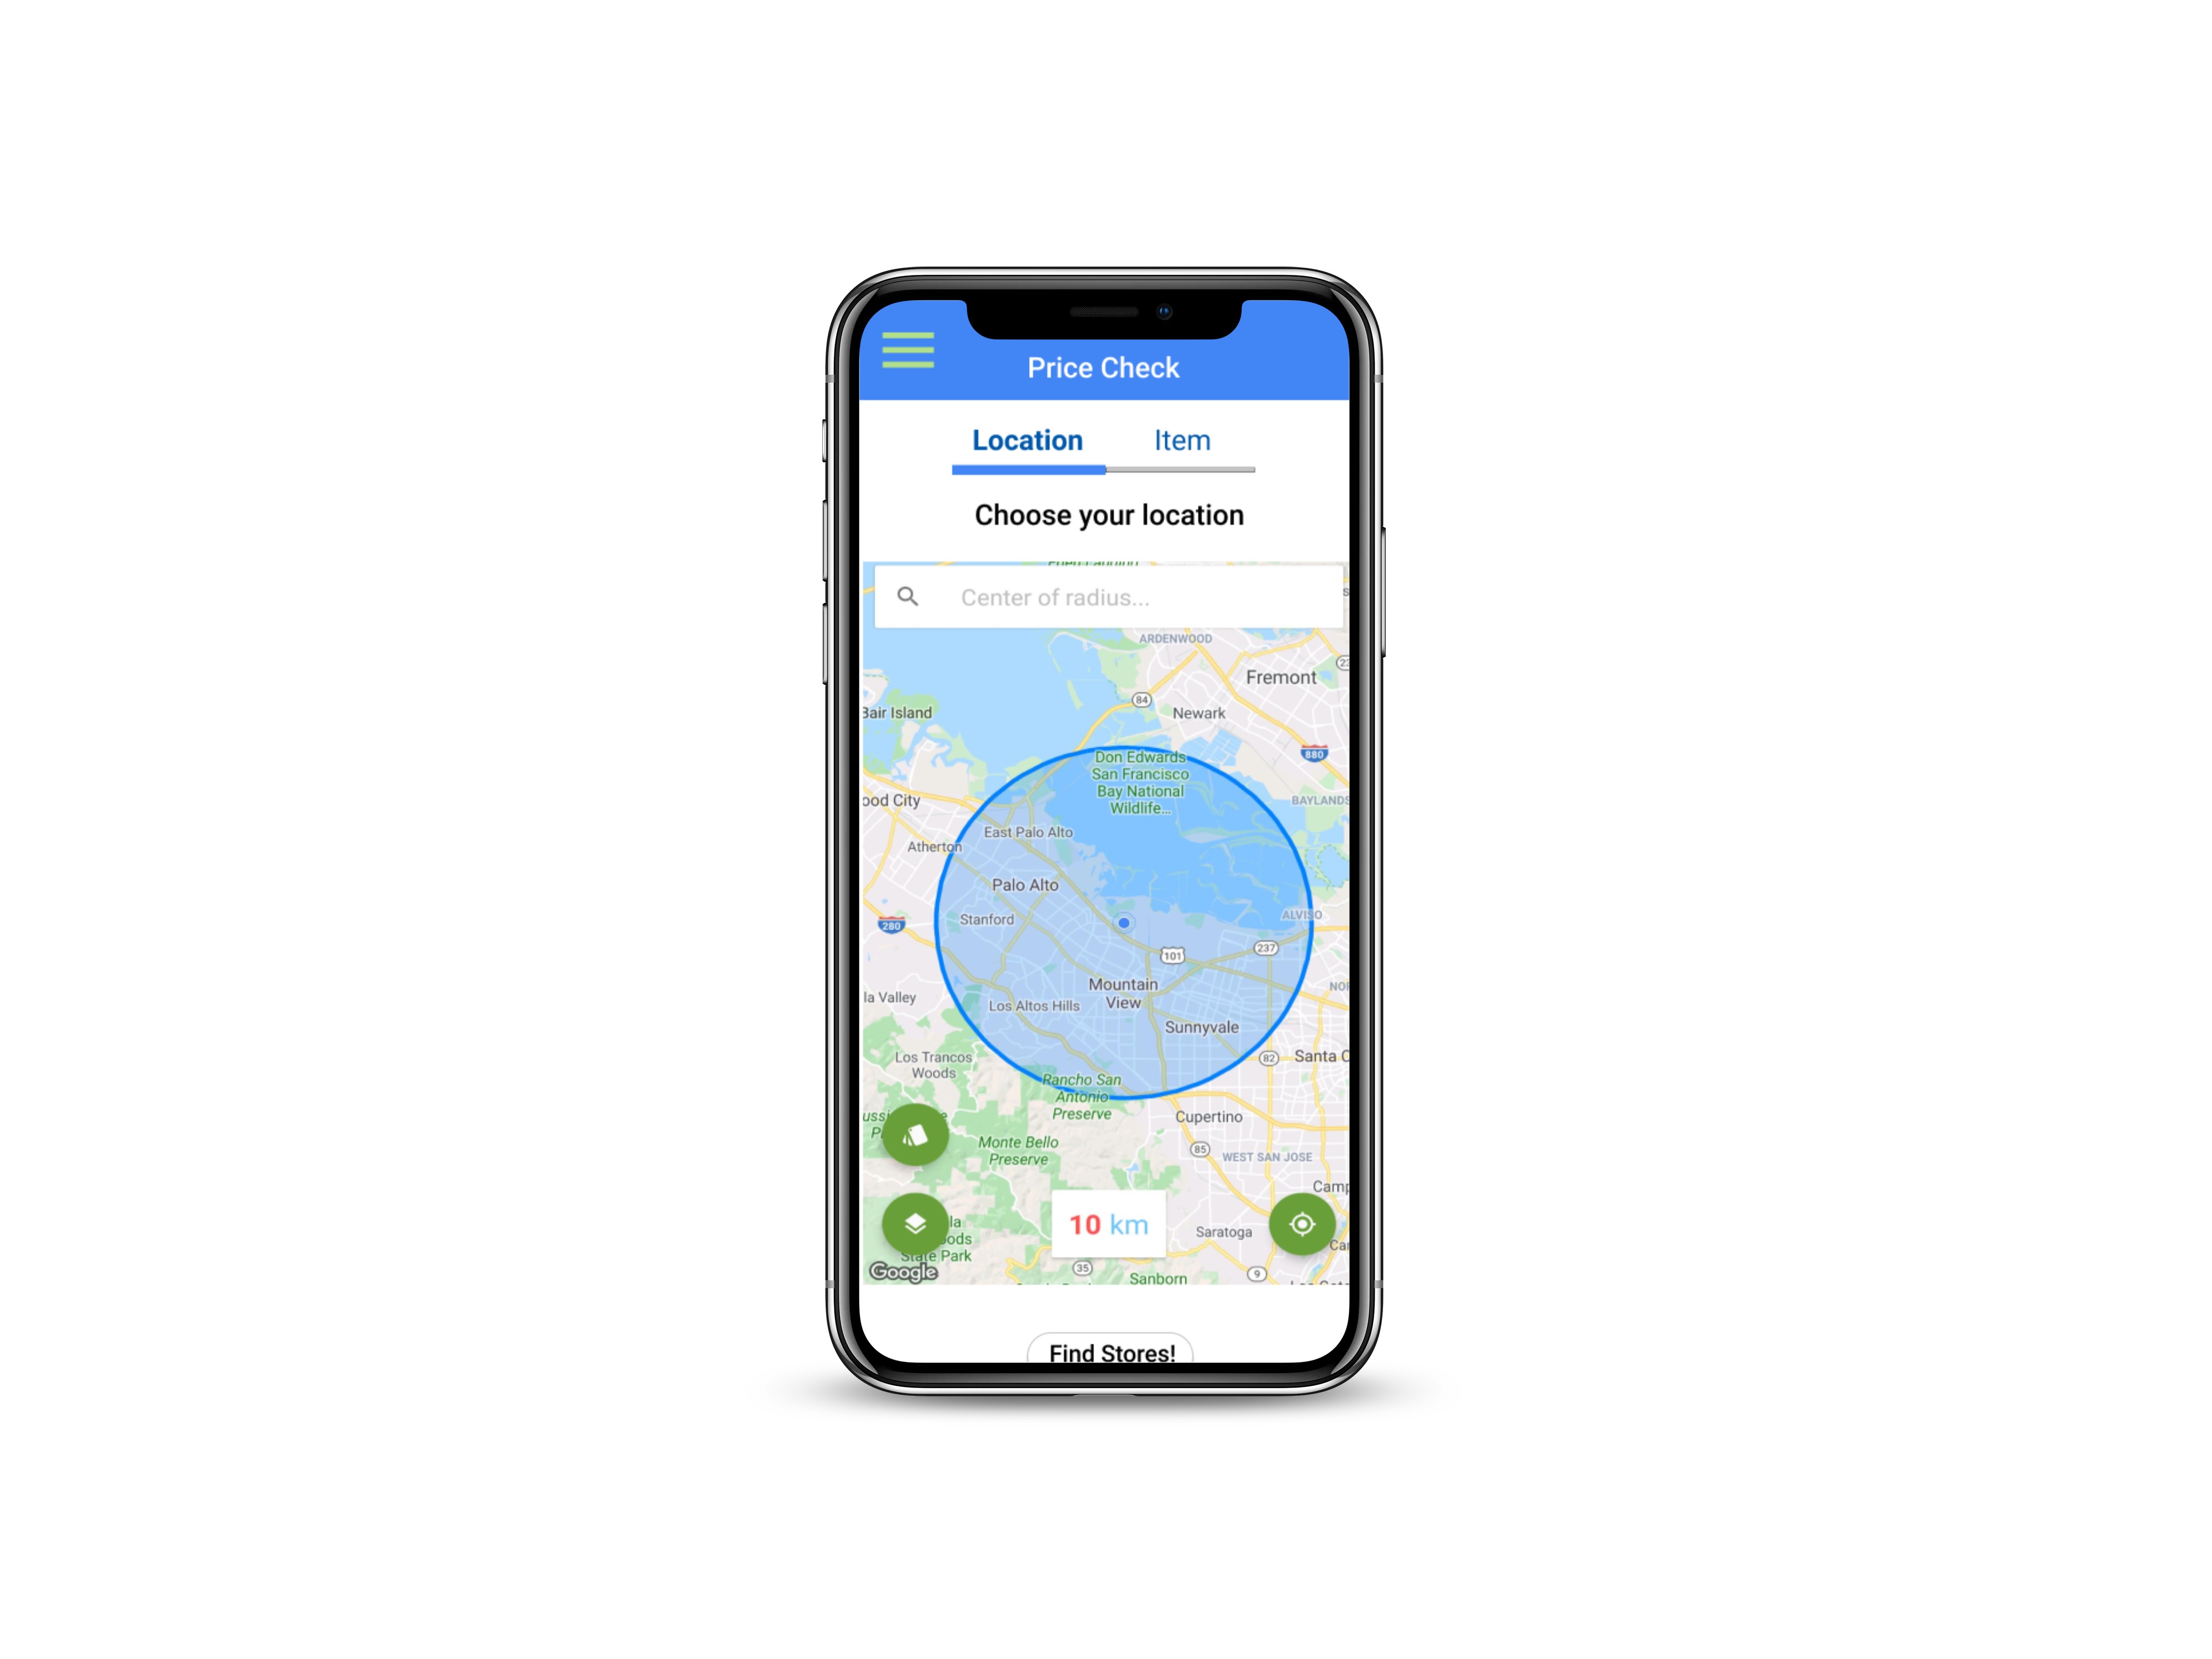 Price Check
Location Item
Choose your location
Center of radius...
ARDENWOOD
Fremont
84
Bair Island
Newark
880
Don Edwards
San Francisco
Bay National
Wildlife...
ood City
BAYLANDS
East Palo Alto
Atherton
Palo Alto
Stanford
ALVISO
280
237
101
Mountain
View
la Valley
Los Altos Hills
Sunnyvale
Los Trancos
Woods
82
Santa C
Rancho San
Antonio
Preserve
Cupertino
Monte Bello
Preserve
85
WEST SAN JOSE
Camp
10 km
Saratoga
State Park
Google
35
Sanborn
9
Find Stores!